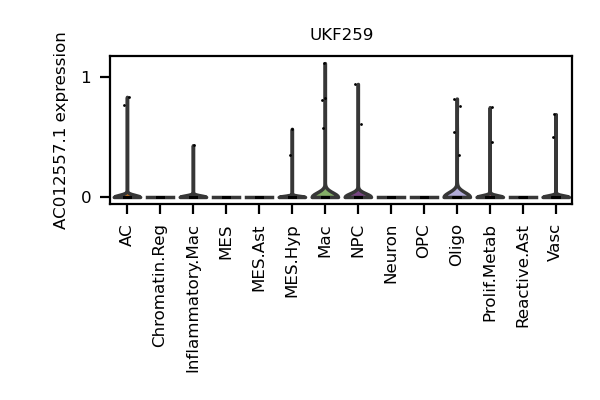 UKF259
AC012557.1 expression
1
0
AC
Chromatin.Reg
Inflammatory.Mac
MES
MES.Ast
MES.Hyp
Mac
NPC
Neuron
OPC
Oligo
Prolif.Metab
Reactive.Ast
Vasc